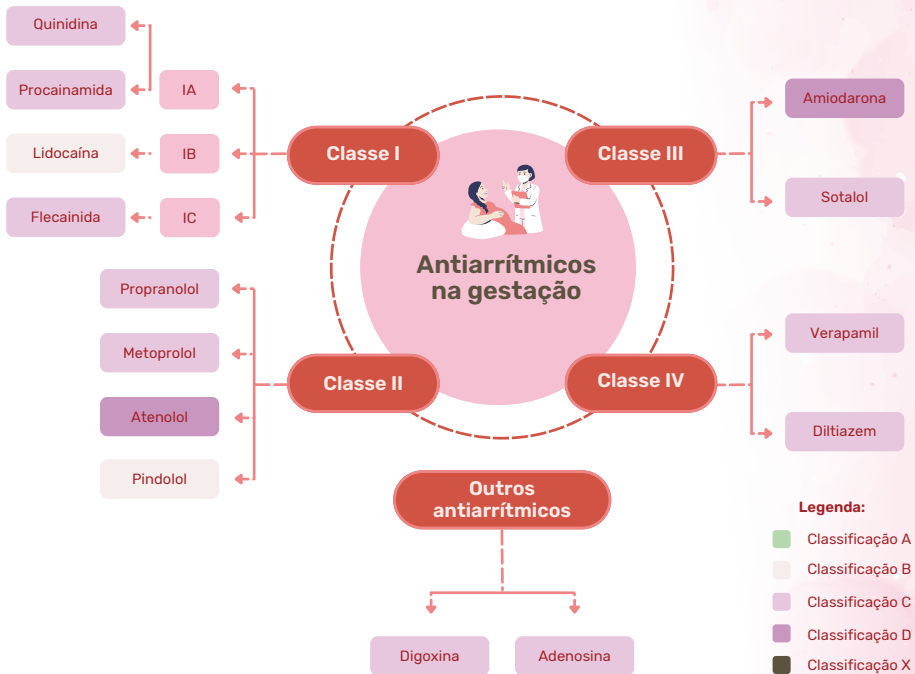 Quinidina
Procainamida
IA
Lidocaína
IB
Flecainida
IC
Classe I
Classe III
Amiodarona
Sotalol
Antiarrítmicos
na gestação
Propranolol
Metoprolol
Atenolol
Pindolol
Classe II
Classe IV
Verapamil
Diltiazem
Outros
antiarrítmicos
Digoxina
Adenosina
Legenda:
Classificação A
Classificação B
Classificação C
Classificação D
Classificação X